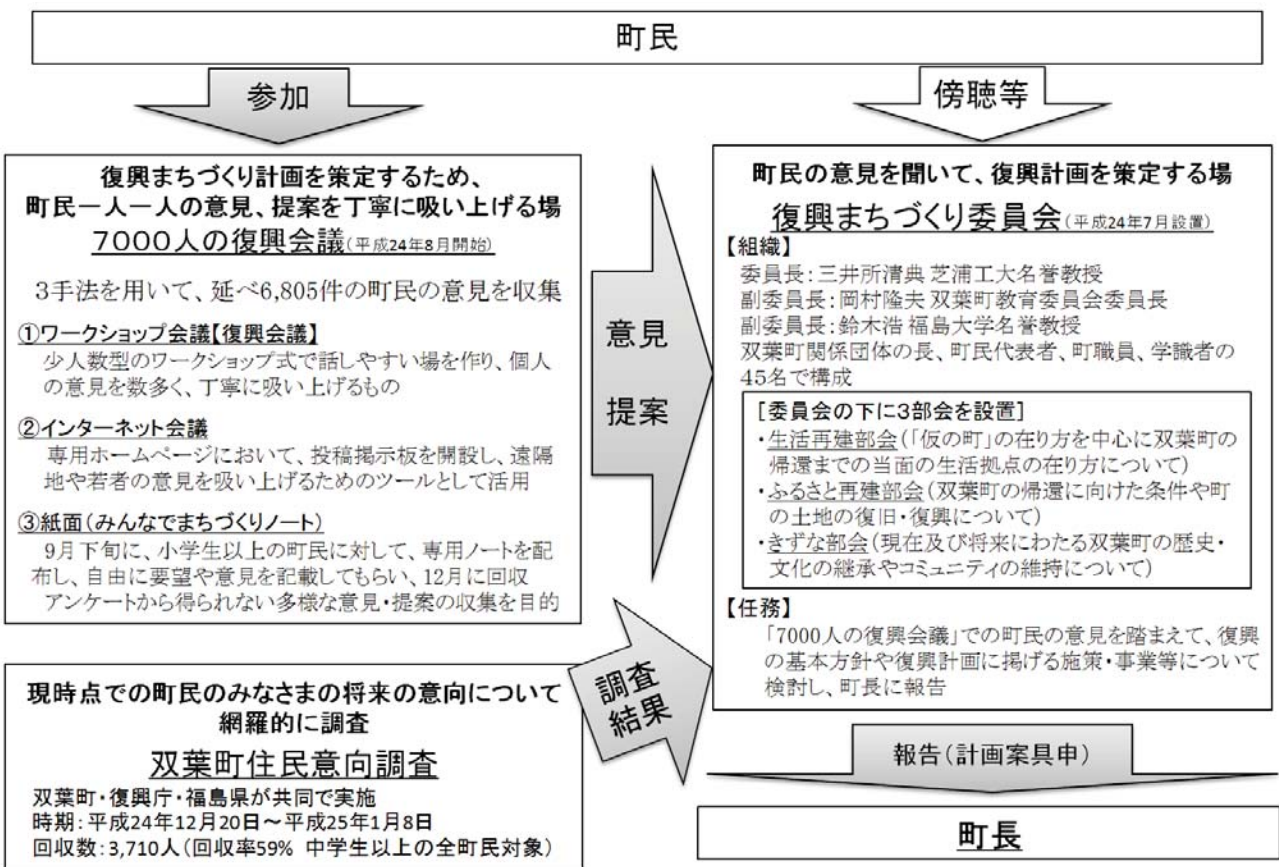 町民
参加
傍聴等
復興まちづくり計画を策定するため、
町民一人一人の意見、提案を丁寧に吸い上げる場
7000人の復興会議(平成24年8月開始)
3手法を用いて、延べ6,805件の町民の意見を収集
①ワークショップ会議【復興会議】
少人数型のワークショップ式で話しやすい場を作り、個人
の意見を数多く、丁寧に吸い上げるもの
②インターネット会議
専用ホームページにおいて、投稿掲示板を開設し、遠隔
地や若者の意見を吸い上げるためのツールとして活用
③紙面(みんなでまちづくりノート)
9月下旬に、小学生以上の町民に対して、専用ノートを配
布し、自由に要望や意見を記載してもらい、12月に回収
アンケートから得られない多様な意見・提案の収集を目的
意見
提案
町民の意見を聞いて、復興計画を策定する場
復興まちづくり委員会(平成24年7月設置)
【組織】
委員長:三井所清典 芝浦工大名誉教授
副委員長:岡村隆夫 双葉町教育委員会委員長
副委員長:鈴木浩 福島大学名誉教授
双葉町関係団体の長、町民代表者、町職員、学識者の
45名で構成
[委員会の下に3部会を設置]
・生活再建部会(「仮の町」の在り方を中心に双葉町の
帰還までの当面の生活拠点の在り方について)
・ふるさと再建部会(双葉町の帰還に向けた条件や町
の土地の復旧・復興について)
・きずな部会(現在及び将来にわたる双葉町の歴史・
文化の継承やコミュニティの維持について)
【任務】
「7000人の復興会議」での町民の意見を踏まえて、復興
の基本方針や復興計画に掲げる施策・事業等について
検討し、町長に報告
現時点での町民のみなさまの将来の意向について
網羅的に調査
双葉町住民意向調査
双葉町・復興庁・福島県が共同で実施
時期:平成24年12月20日～平成25年1月8日
回収数:3,710人(回収率59% 中学生以上の全町民対象)
調査
結果
報告(計画案具申)
町長